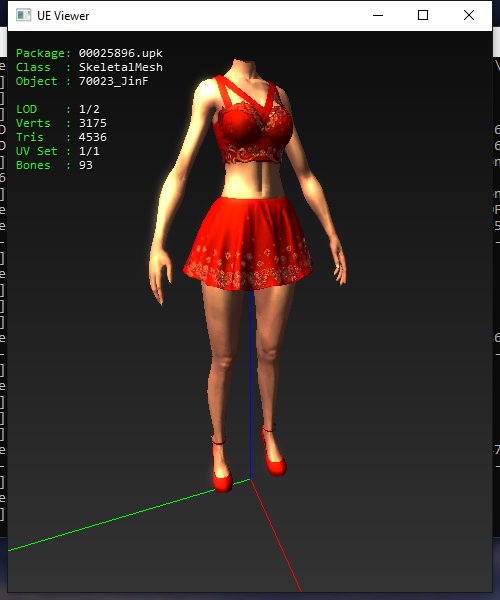 UE Viewer
Package: 00025896.upk
Class  : SkeletalMesh
Object : 70023_JinF
LOD    : 1/2
Verts  : 3175
Tris   : 4536
UV Set : 1/1
Bones  : 93